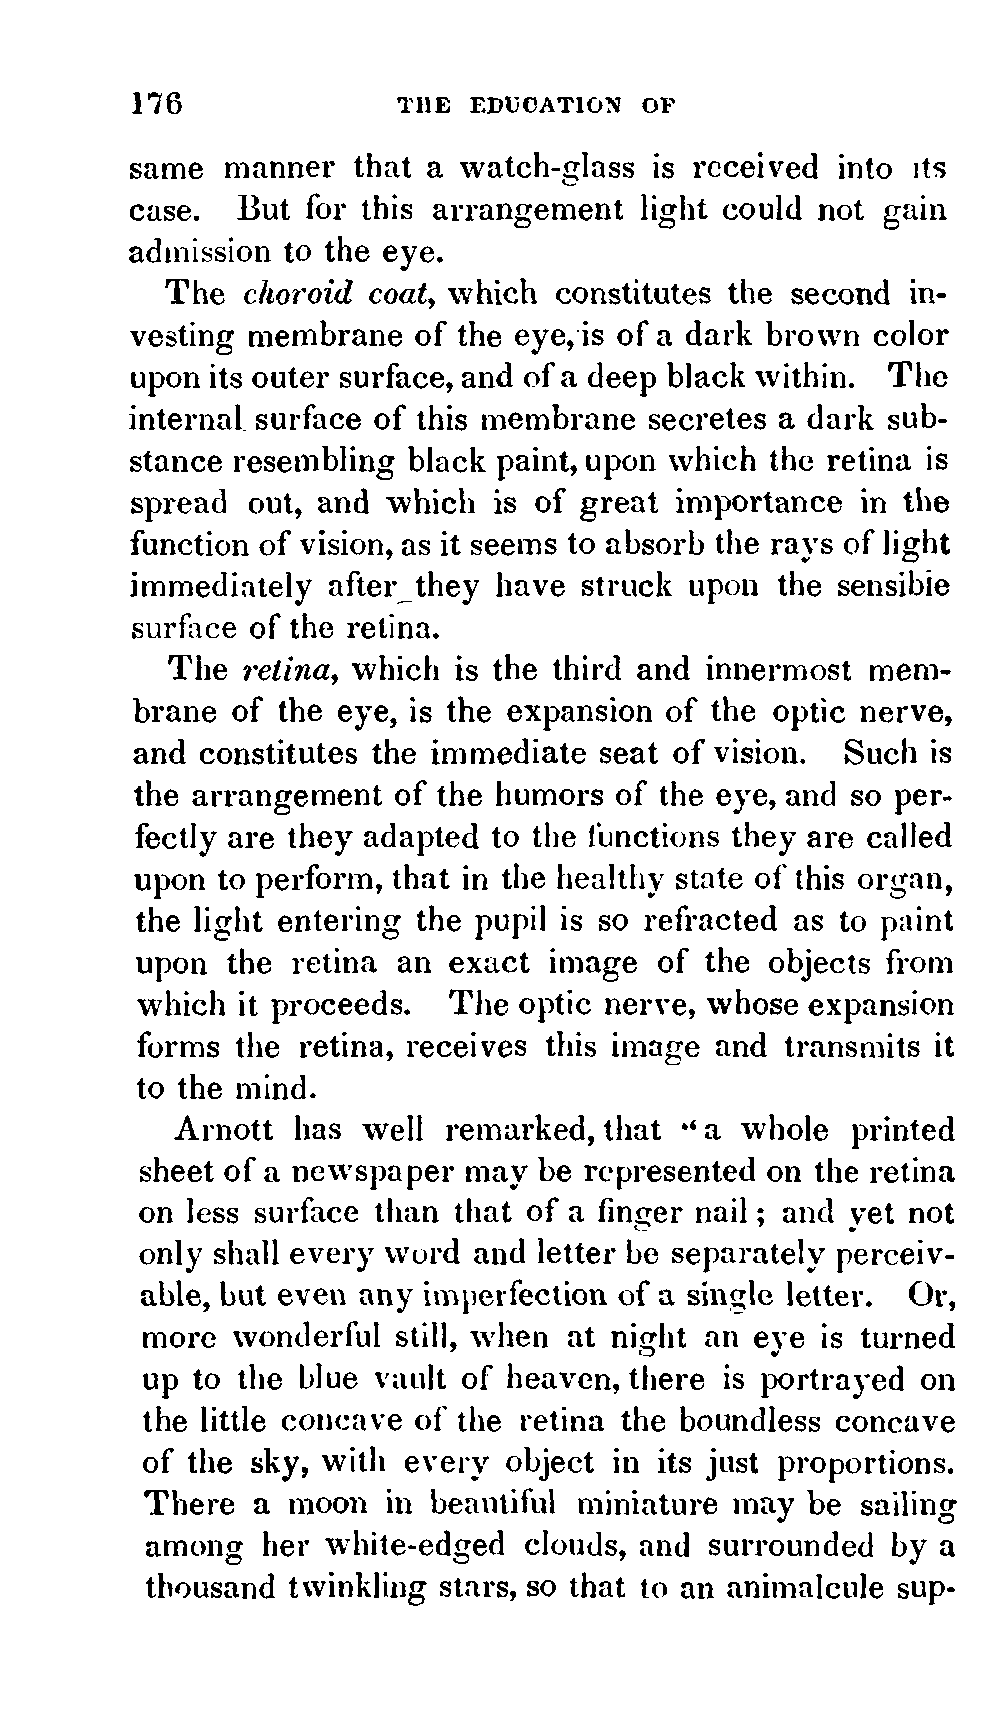 176 THE EDUCATION OF
same manner that a watch-glass is received into its
case. But for this arrangement light could not gain
admission to the eye.
The choroid coat, which constitutes the second in-
vesting membrane of the eye, is of a dark brown color
upon its outer surface, and of a deep black within. The
internal surface of this membrane secretes a dark sub-
stance resembling black paint, upon which the retina is
spread out, and which is of great importance in the
function of vision, as it seems to absorb the rays of light
immediately after they have struck upon the sensible
surface of the retina.
The retina, which is the third and innermost mem-
brane of the eye, is the expansion of the optic nerve,
and constitutes the immediate seat of vision. Such is
the arrangement of the humors of the eye, and so per-
fectly are they adapted to the functions they are called
upon to perform, that in the healthy state of this organ,
the light entering the pupil is so refracted as to paint
upon the retina an exact image of the objects from
which it proceeds. The optic nerve, whose expansion
forms the retina, receives this image and transmits it
to the mind.
Arnott has well remarked, that "a whole printed
sheet of a newspaper may be represented on the retina
on less surface than that of a finger nail; and yet not
only shall every word and letter be separately perceiv-
able, but even any imperfection of a single letter. Or,
more wonderful still, when at night an eye is turned
up to the blue vault of heaven, there is portrayed on
the little concave of the retina the boundless concave
of the sky, with every object in its just proportions.
There a moon in beautiful miniature may be sailing
among her white-edged clouds, and surrounded by a
thousand twinkling stars, so that to an animalcule sup-